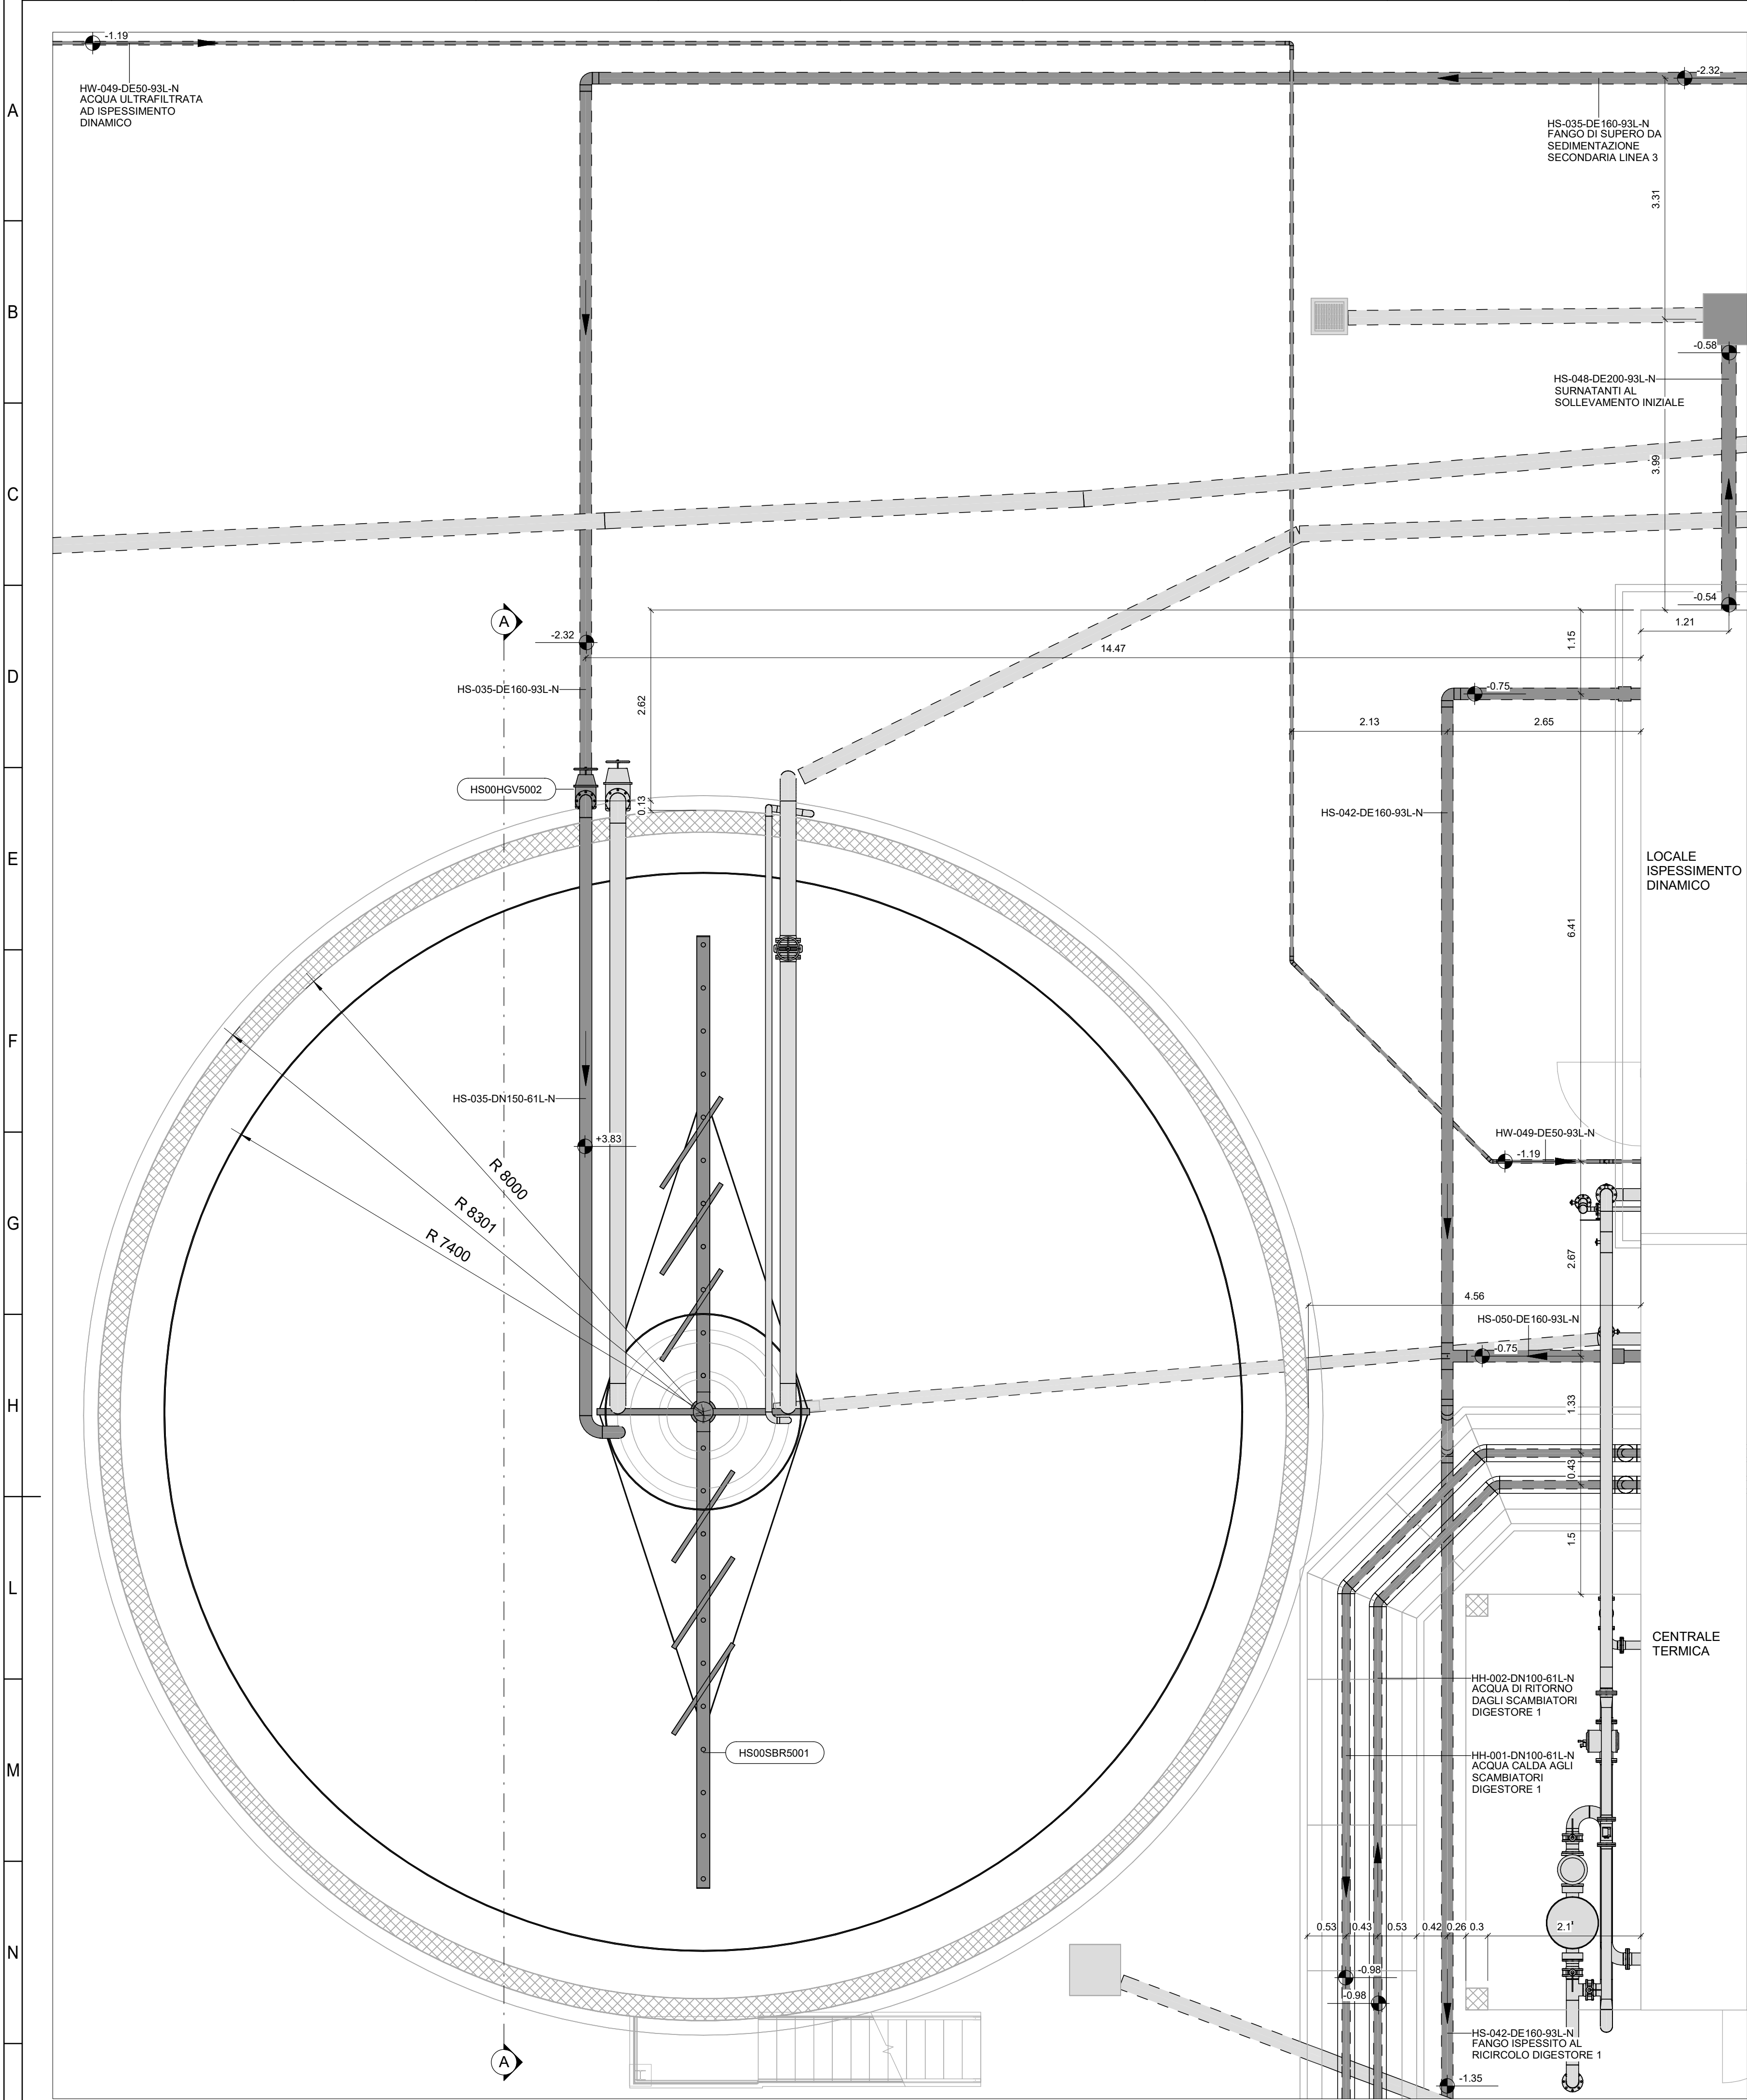 -1.19
HW-049-DE50-93L-N
ACQUA ULTRAFILTRATA
AD ISPESSIMENTO
DINAMICO
-2.32
HS-035-DE160-93L-N
FANGO DI SUPERO DA
SEDIMENTAZIONE
SECONDARIA LINEA 3
A
3.31
B
-0.58
HS-048-DE200-93L-N
SURNATANTI AL
SOLLEVAMENTO INIZIALE
C
3.99
-0.54
1.21
A
-2.32
1.15
14.47
D
HS-035-DE160-93L-N
-0.75
2.62
2.13
2.65
HS00HGV5002
0.13
HS-042-DE160-93L-N
E
LOCALE
ISPESSIMENTO
DINAMICO
6.41
F
HS-035-DN150-61L-N
+3.83
HW-049-DE50-93L-N
-1.19
R 8000
R 8301
R 7400
G
2.67
4.56
HS-050-DE160-93L-N
-0.75
H
1.33
0.43
1.5
L
CENTRALE
TERMICA
HH-002-DN100-61L-N
ACQUA DI RITORNO
DAGLI SCAMBIATORI
DIGESTORE 1
HS00SBR5001
HH-001-DN100-61L-N
ACQUA CALDA AGLI
SCAMBIATORI
DIGESTORE 1
M
0.53
0.43
0.53
0.42
0.26
0.3
2.1
N
-0.98
-0.98
HS-042-DE160-93L-N
FANGO ISPESSITO AL
RICIRCOLO DIGESTORE 1
A
-1.35